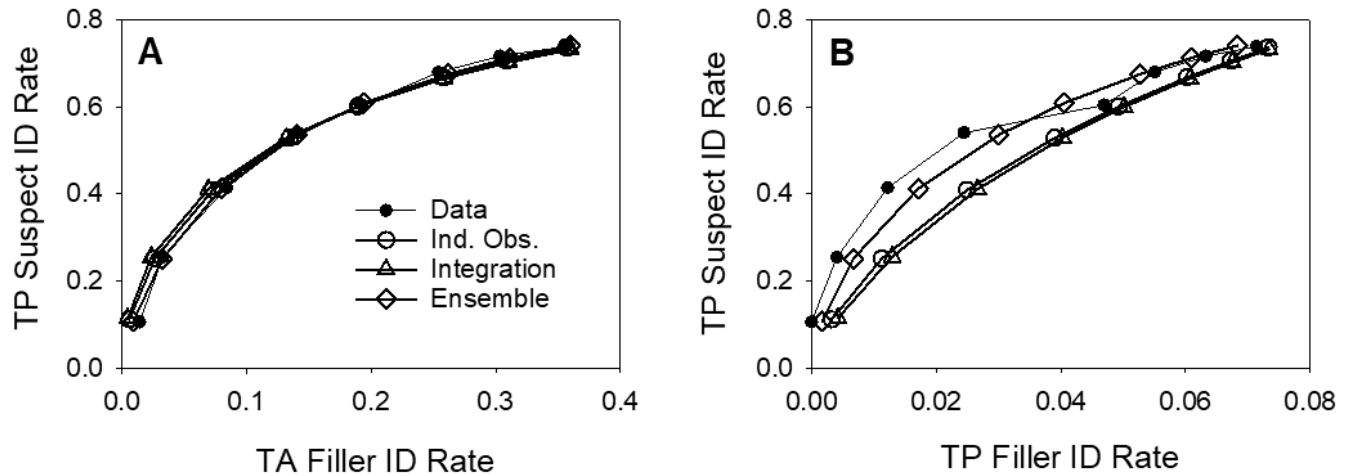 A
TP Suspect ID Rate
0.8
0.6
0.4
0.2
0.0
Data
Ind. Obs.
Integration
Ensemble
0.0 0.1 0.2 0.3 0.4
TA Filler ID Rate
B
TP Suspect ID Rate
0.8
0.6
0.4
0.2
0.0
0.00 0.02 0.04 0.06 0.08
TP Filler ID Rate